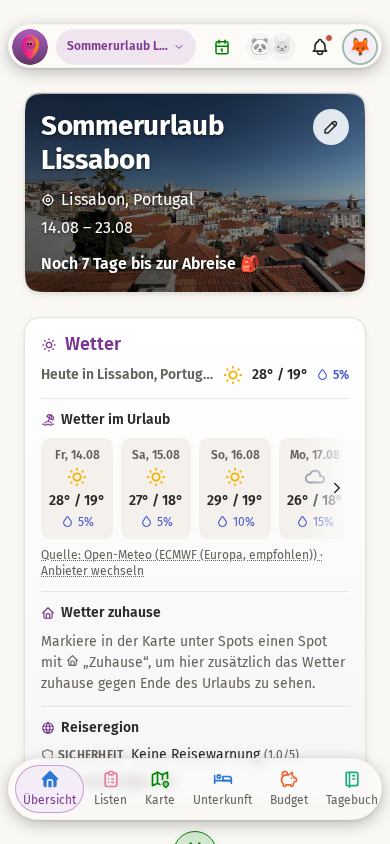 Sommerurlaub L...
Sommerurlaub
Lissabon
Lissabon, Portugal
14.08 – 23.08
Noch 7 Tage bis zur Abreise
Wetter
Heute in Lissabon, Portug... 28° / 19° 5%
Wetter im Urlaub
Fr, 14.08 Sa, 15.08 So, 16.08 Mo, 17.08
28° / 19° 27° / 18° 29° / 19° 26° / 18°
5% 5% 10% 15%
Quelle: Open-Meteo (ECMWF (Europa, empfohlen)) ·
Anbieter wechseln
Wetter zuhause
Markiere in der Karte unter Spots einen Spot
mit „Zuhause“, um hier zusätzlich das Wetter
zuhause gegen Ende des Urlaubs zu sehen.
Reiseregion
SICHERHEIT Keine Reisewarnung (1.0/5)
Übersicht Listen Karte Unterkunft Budget Tagebuch